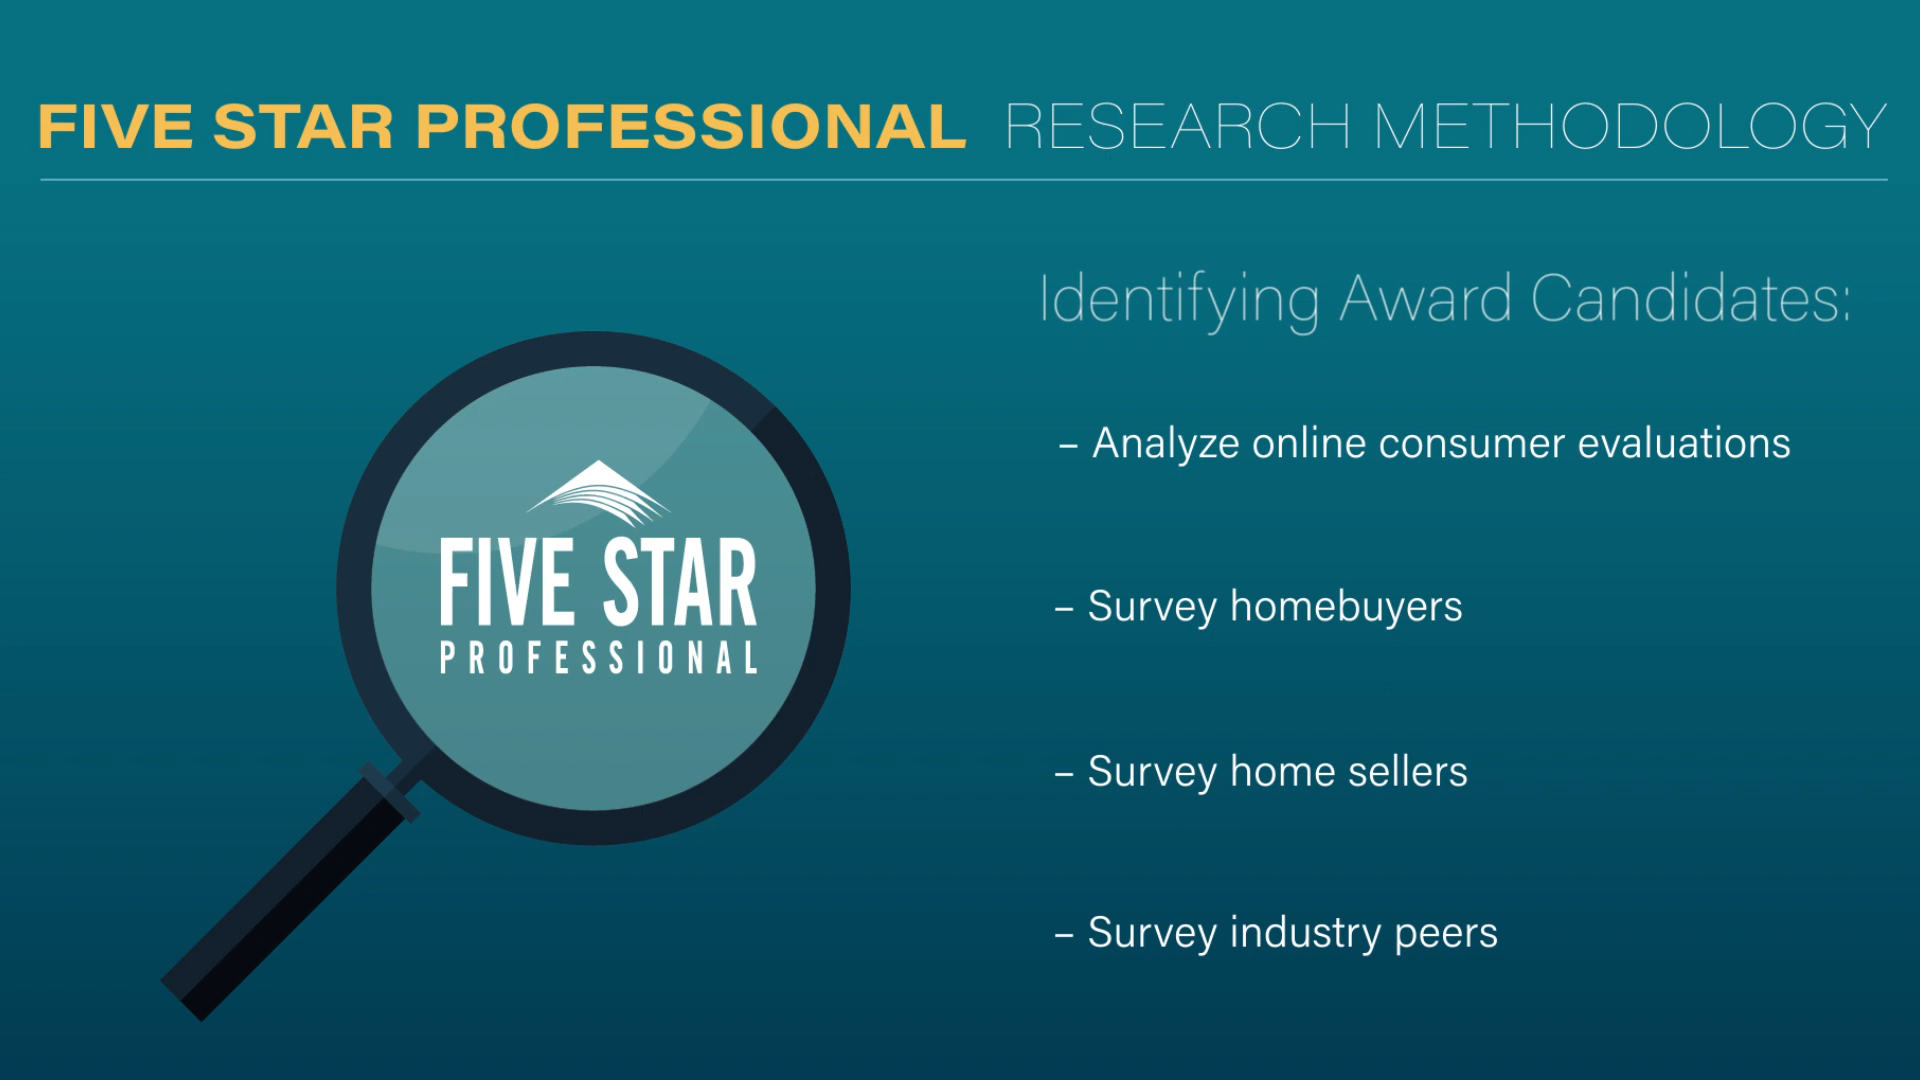 FIVE STAR PROFESSIONAL RESEARCH METHODOLOGY
FIVE STAR
PROFESSIONAL
Identifying Award Candidates:
– Analyze online consumer evaluations
– Survey homebuyers
– Survey home sellers
– Survey industry peers